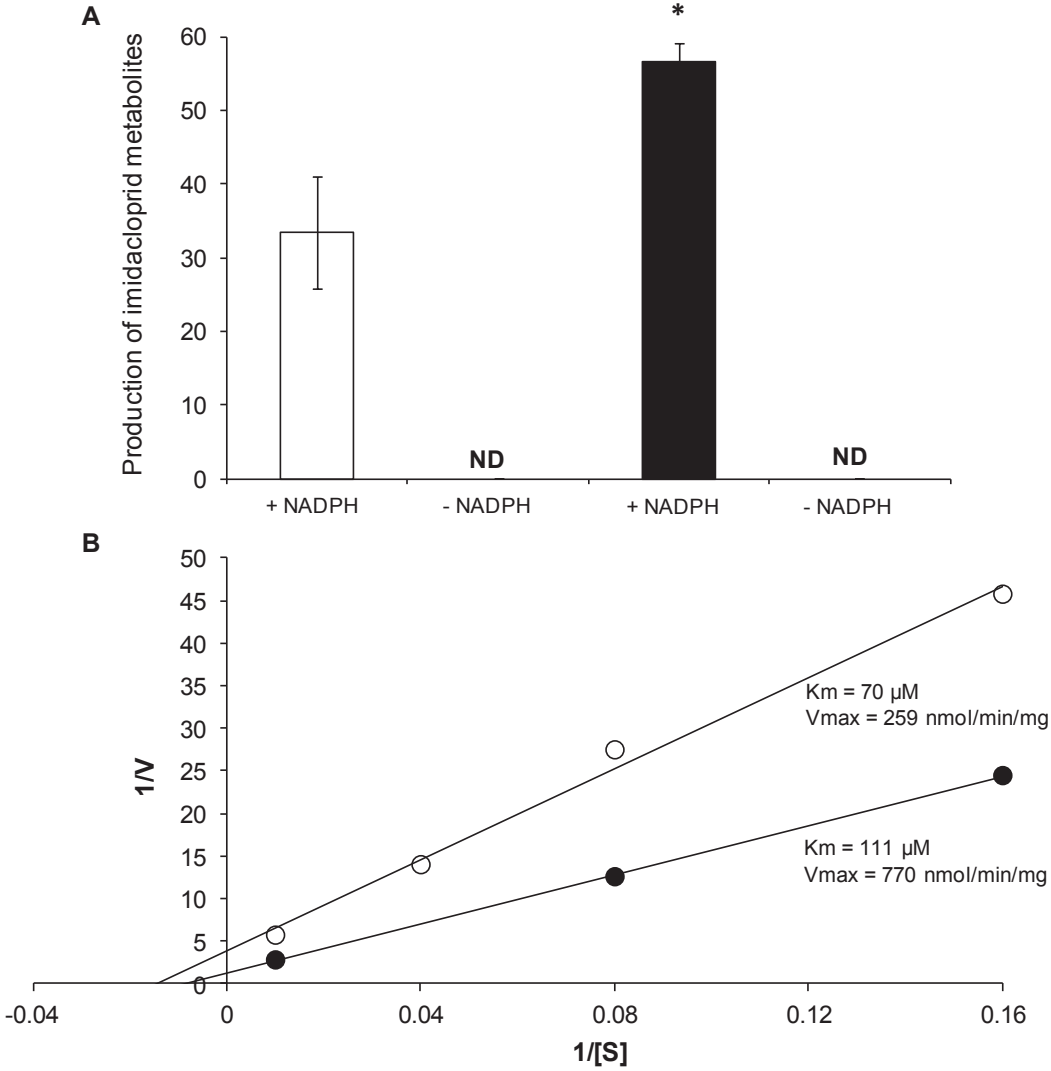 A
*
Production of imidacloprid metabolites
60
50
40
30
20
10
0
ND
ND
+ NADPH
- NADPH
+ NADPH
- NADPH
B
1/V
50
45
40
35
30
25
20
15
10
5
0
Km = 70 µM
Vmax = 259 nmol/min/mg
Km = 111 µM
Vmax = 770 nmol/min/mg
-0.04
0
0.04
0.08
0.12
0.16
1/[S]